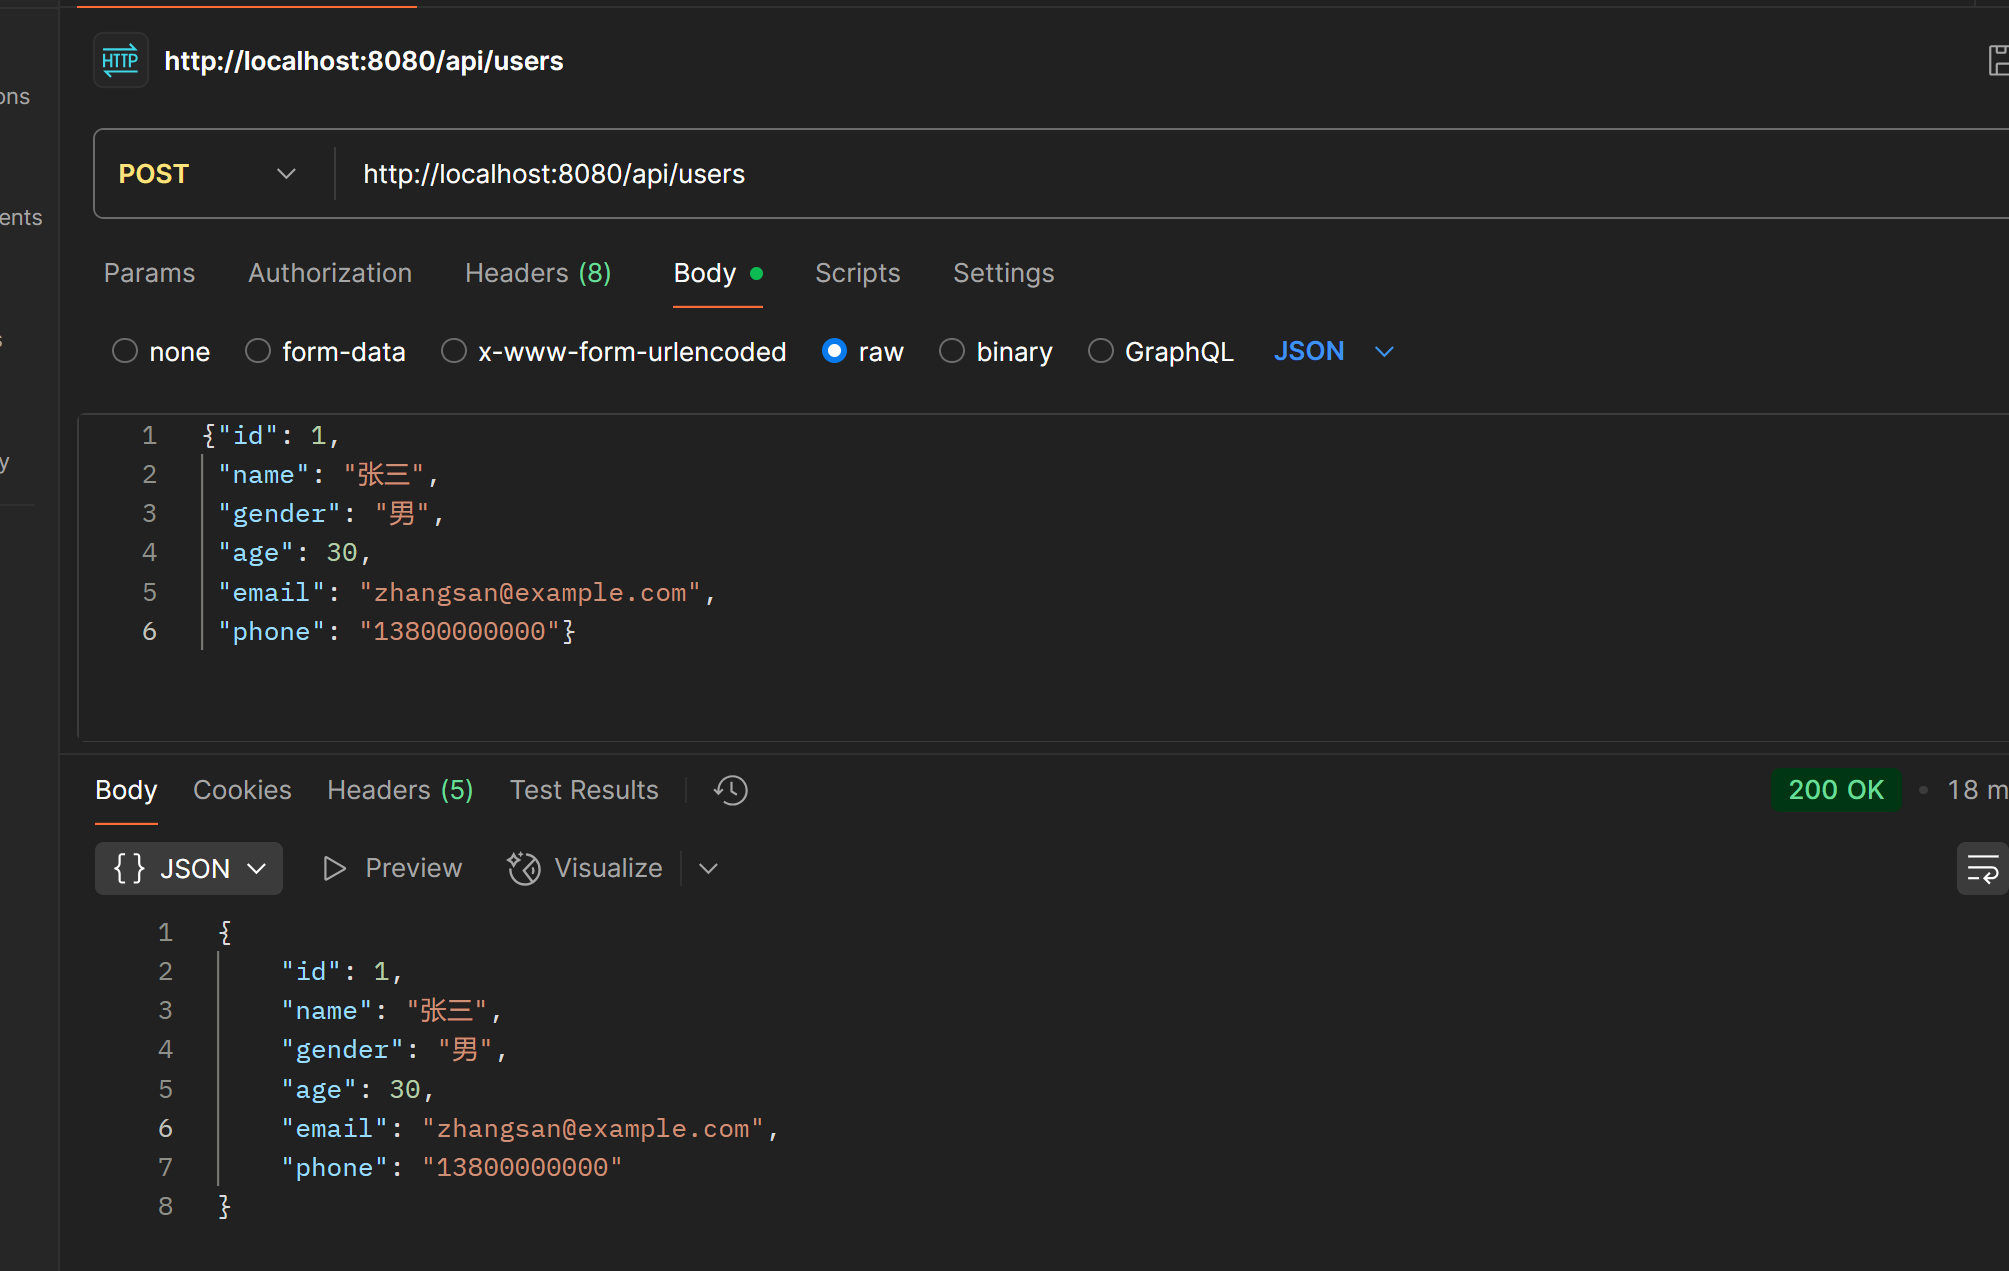 HTTP http://localhost:8080/api/users
ons
POST http://localhost:8080/api/users
ents
Params Authorization Headers (8) Body Scripts Settings
s
none form-data x-www-form-urlencoded raw binary GraphQL JSON
1 {"id": 1,
y
2 "name": "张三",
3 "gender": "男",
4 "age": 30,
5 "email": "zhangsan@example.com",
6 "phone": "13800000000"}
Body Cookies Headers (5) Test Results 200 OK • 18 m
{} JSON Preview Visualize
1 {
2 "id": 1,
3 "name": "张三",
4 "gender": "男",
5 "age": 30,
6 "email": "zhangsan@example.com",
7 "phone": "13800000000"
8 }